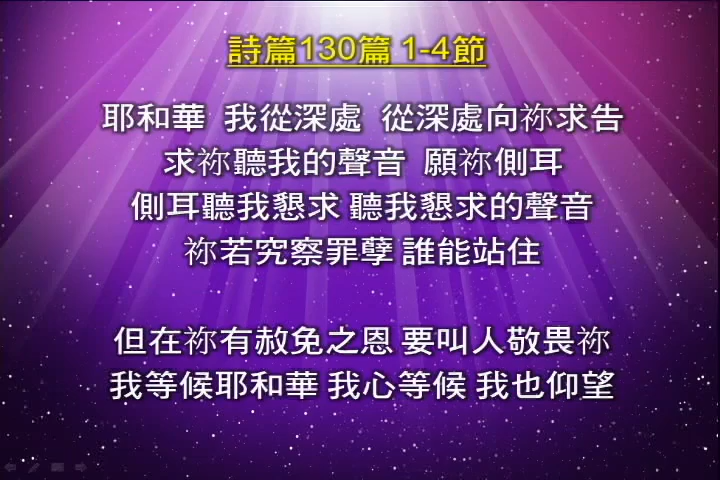 詩篇130篇 1-4節
耶和華 我從深處 從深處向祢求告
求祢聽我的聲音 願祢側耳
側耳聽我懇求 聽我懇求的聲音
祢若究察罪孽 誰能站住
但在祢有赦免之恩 要叫人敬畏祢
我等候耶和華 我心等候 我也仰望